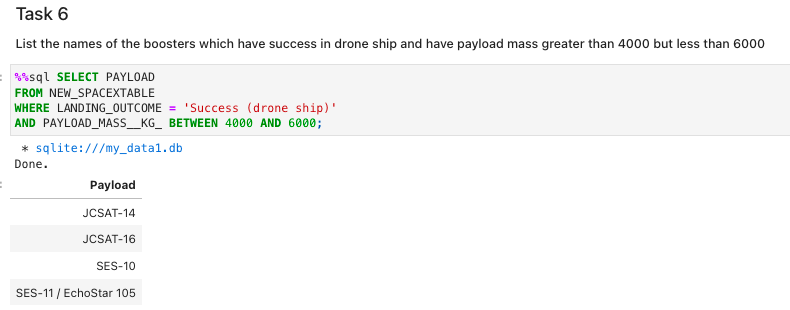 Task 6
List the names of the boosters which have success in drone ship and have payload mass greater than 4000 but less than 6000
%%sql SELECT PAYLOAD
FROM NEW_SPACEXTABLE
WHERE LANDING_OUTCOME = 'Success (drone ship)'
AND PAYLOAD_MASS__KG_ BETWEEN 4000 AND 6000;
* sqlite:///my_data1.db
Done.
Payload
JCSAT-14
JCSAT-16
SES-10
SES-11 / EchoStar 105